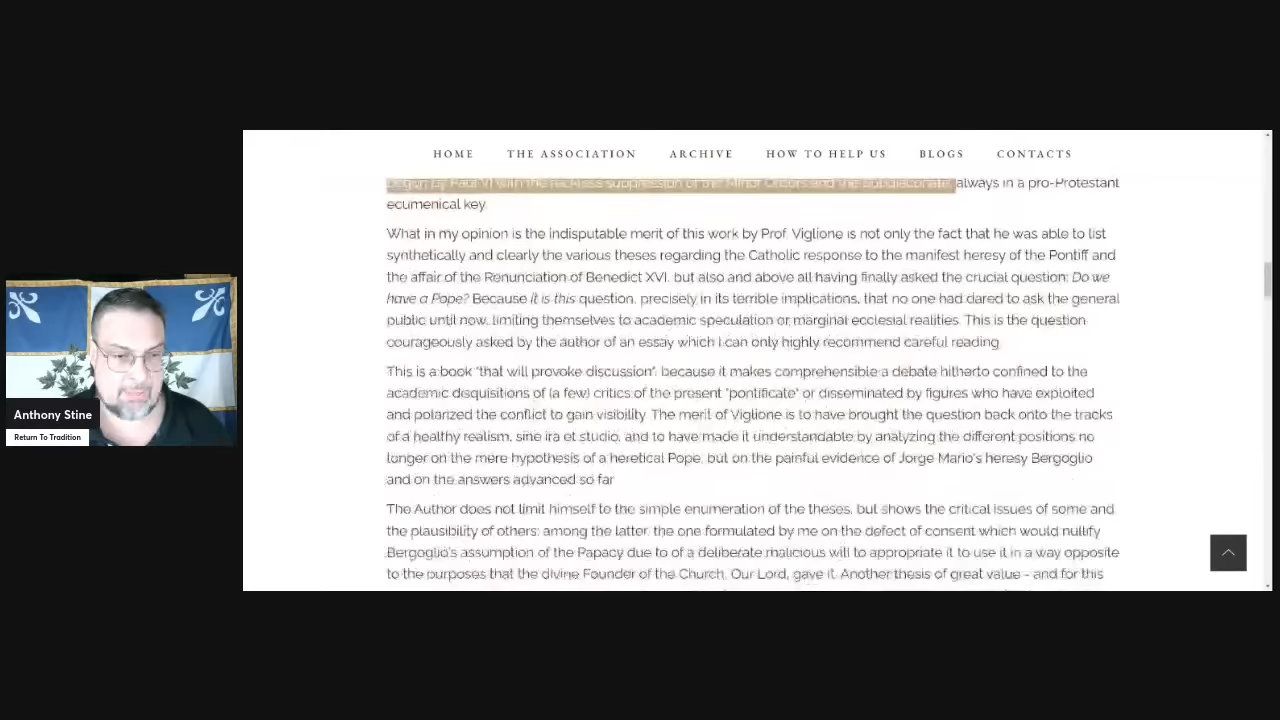 HOME THE ASSOCIATION ARCHIVE HOW TO HELP US BLOGS CONTACTS
began by Paul VI with the reckless suppression of the Minor Orders and the Subdiaconate, always in a pro-Protestant
ecumenical key.
What in my opinion is the indisputable merit of this work by Prof. Viglione is not only the fact that he was able to list
synthetically and clearly the various theses regarding the Catholic response to the manifest heresy of the Pontiff and
the affair of the Renunciation of Benedict XVI, but also and above all having finally asked the crucial question: Do we
have a Pope? Because it is this question, precisely in its terrible implications, that no one had dared to ask the general
public until now, limiting themselves to academic speculation or marginal ecclesial realities. This is the question
courageously asked by the author of an essay which I can only highly recommend careful reading.
This is a book "that will provoke discussion", because it makes comprehensible a debate hitherto confined to the
academic disquisitions of (a few) critics of the present "pontificate" or disseminated by figures who have exploited
and polarized the conflict to gain visibility. The merit of Viglione is to have brought the question back onto the tracks
of a healthy realism, sine ira et studio, and to have made it understandable by analyzing the different positions no
longer on the mere hypothesis of a heretical Pope, but on the painful evidence of Jorge Mario's heresy Bergoglio
and on the answers advanced so far
The Author does not limit himself to the simple enumeration of the theses, but shows the critical issues of some and
the plausibility of others: among the latter, the one formulated by me on the defect of consent which would nullify
Bergoglio's assumption of the Papacy due to of a deliberate malicious will to appropriate it to use it in a way opposite
to the purposes that the divine Founder of the Church, Our Lord, gave it. Another thesis of great value – and for this
Anthony Stine
Return To Tradition